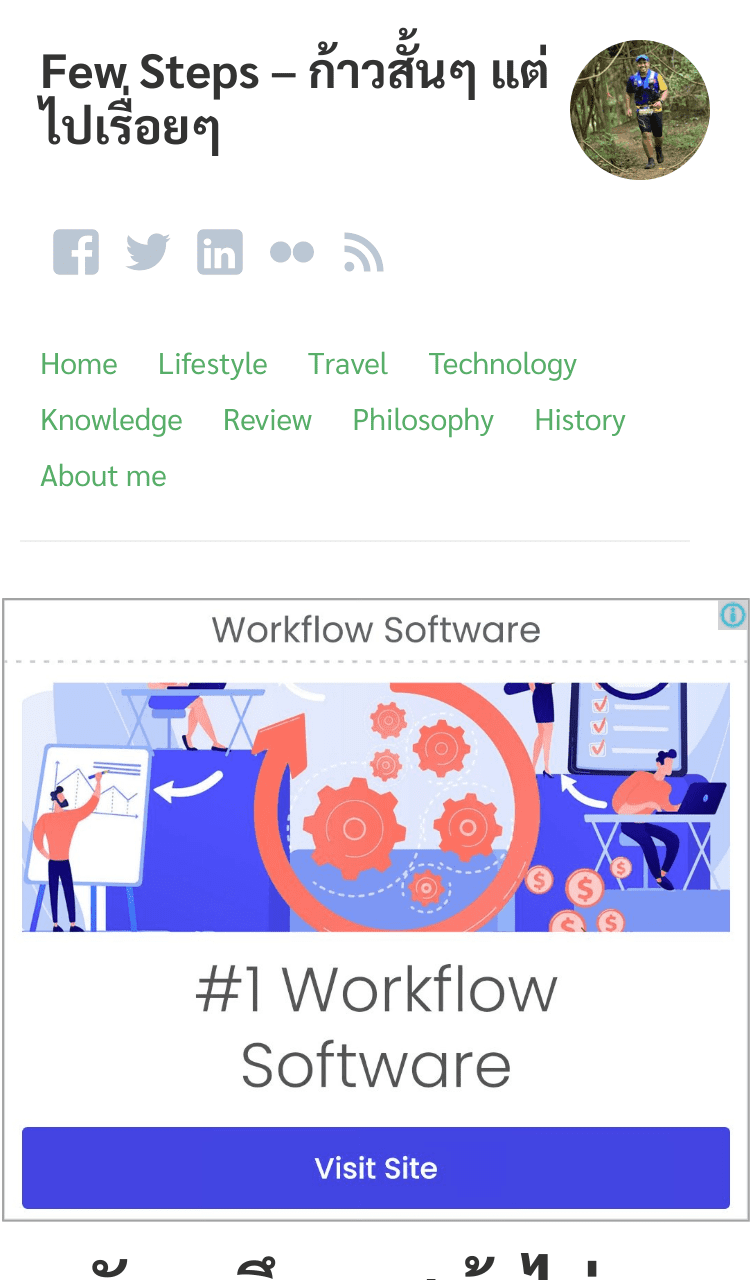 Few Steps – ก้าวสั้นๆ แต่
ไปเรื่อยๆ
Home Lifestyle Travel Technology
Knowledge Review Philosophy History
About me
Workflow Software
#1 Workflow
Software
Visit Site